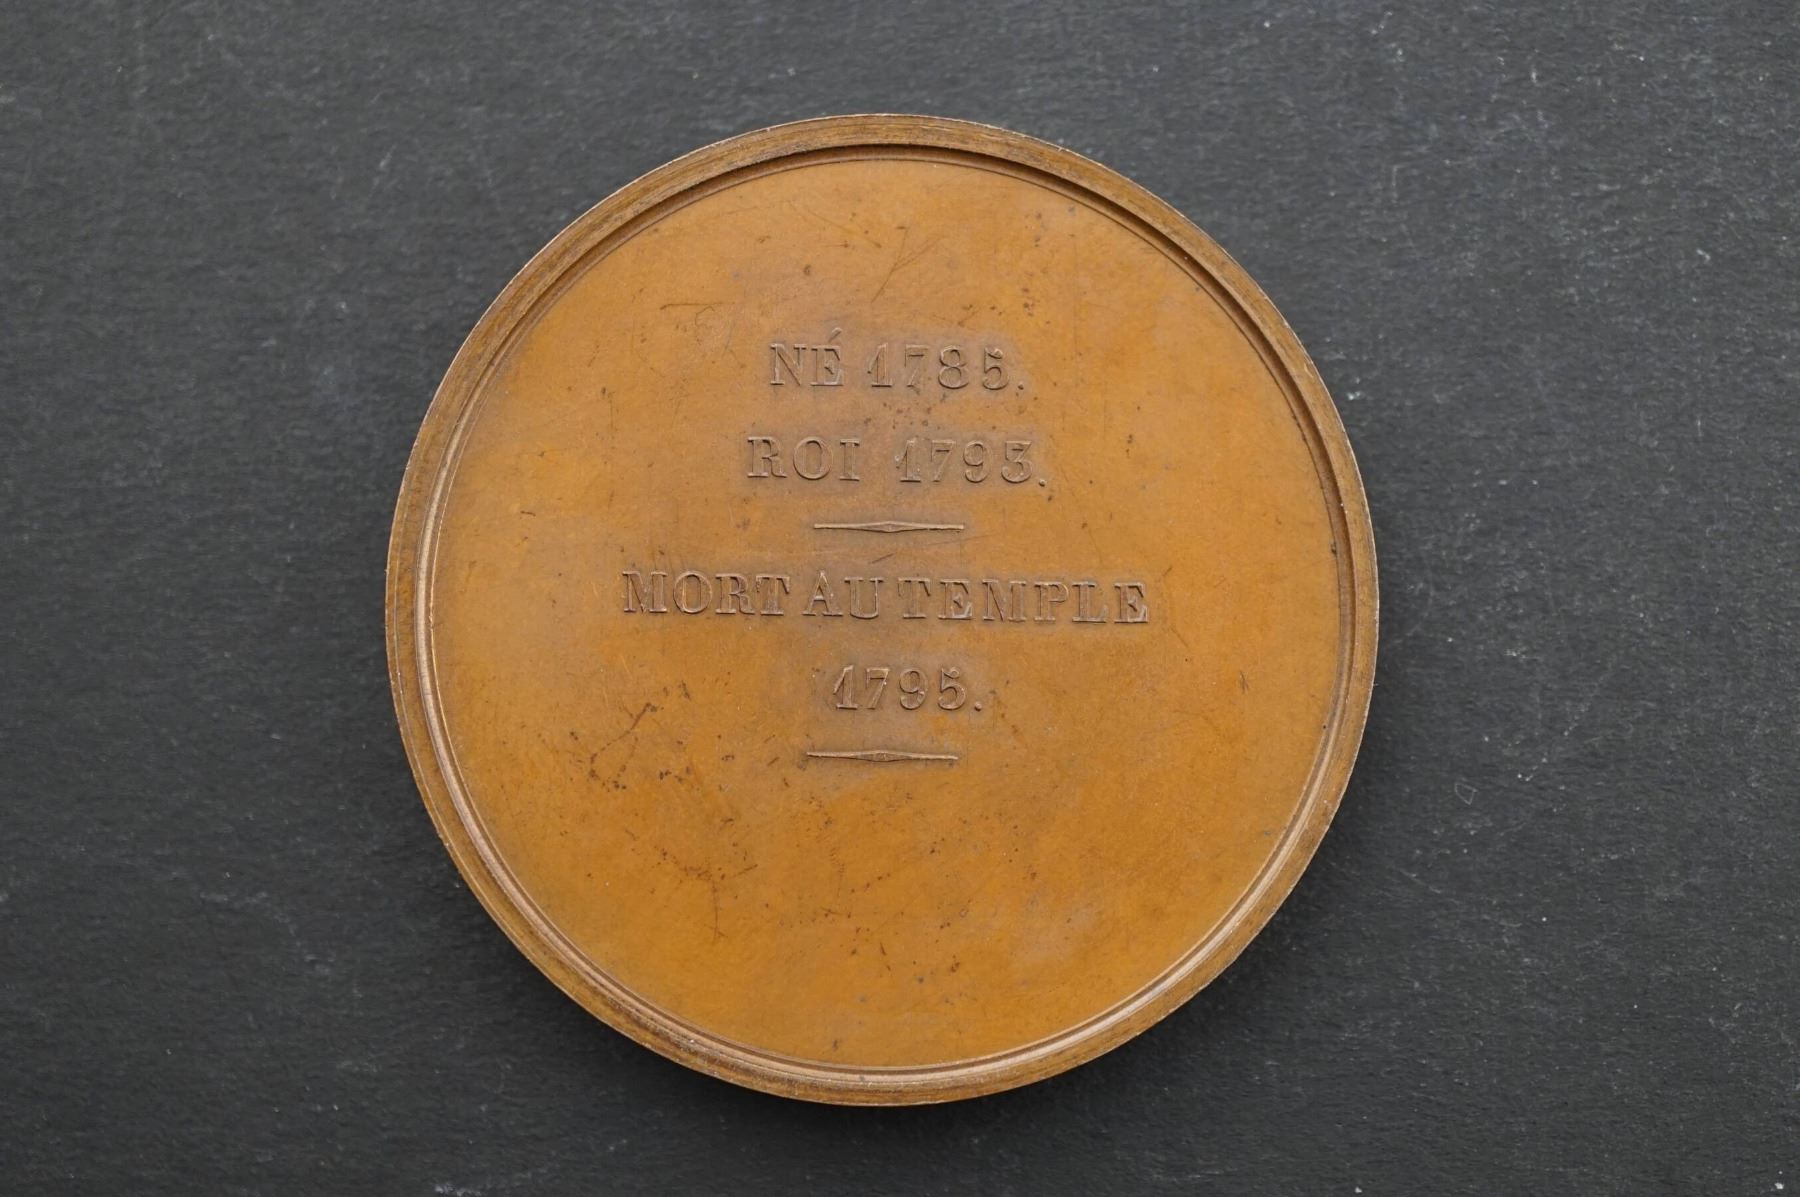 NÉ 1785.
ROI 1793.
MORT AU TEMPLE
1795.